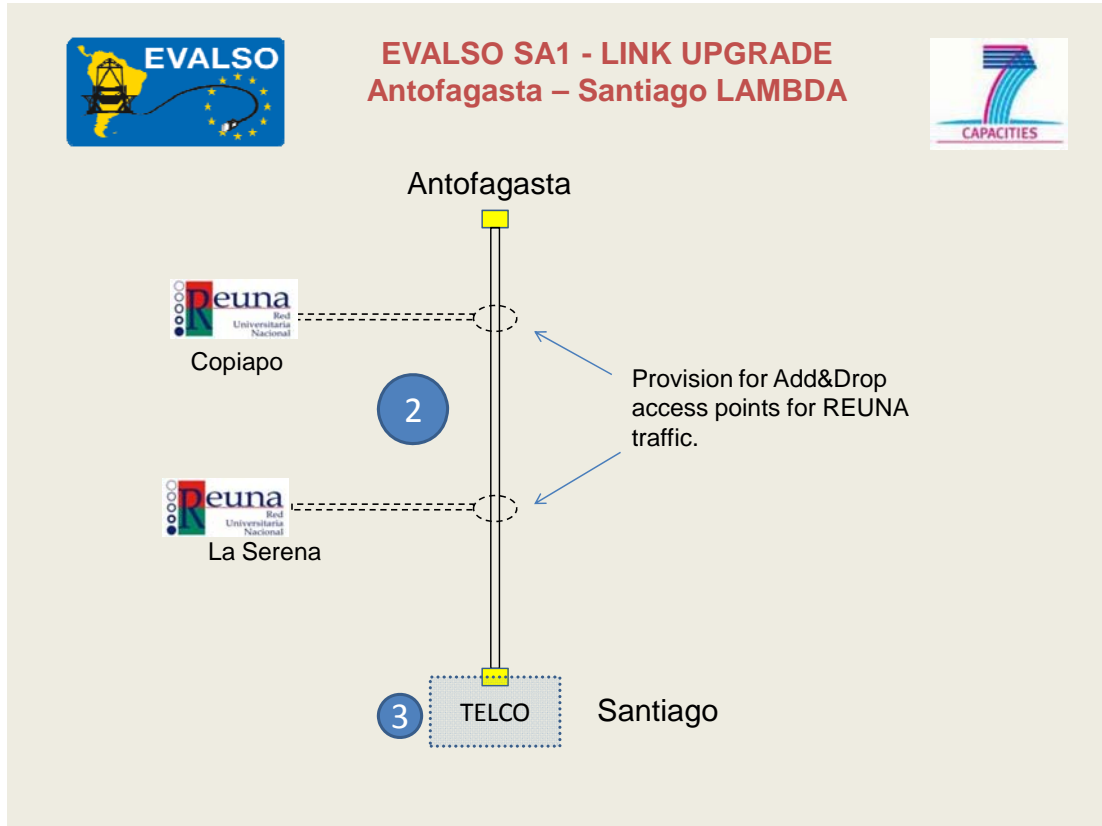 EVALSO
EVALSO SA1 - LINK UPGRADE
Antofagasta – Santiago LAMBDA
7
CAPACITIES
Antofagasta
Reuna
Red
Universitaria
Nacional
Copiapo
2
Provision for Add&Drop
access points for REUNA
traffic.
Reuna
Red
Universitaria
Nacional
La Serena
3
TELCO
Santiago